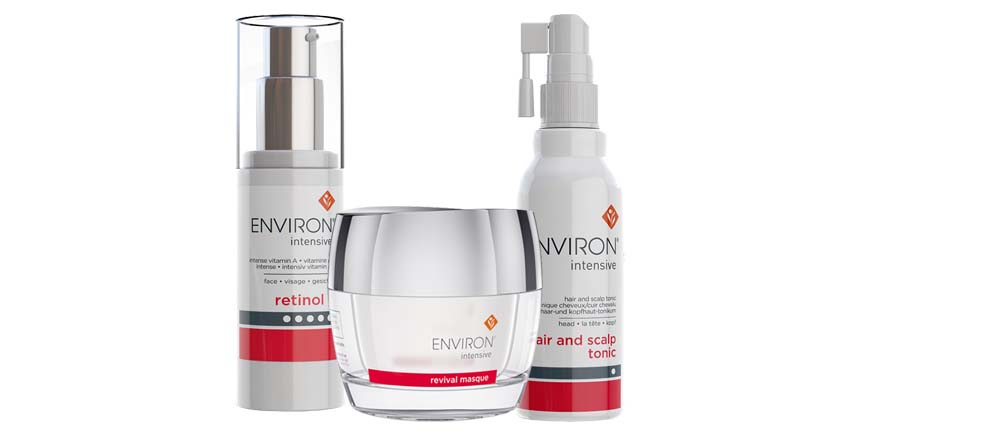 ENVIRON®
intensive
intense vitamin A • vitamine
intense • intensiv vitamin
face • visage •
retinol
ENVIRON®
intensive
revival masque
NVIRON®
intensive
hair and scalp tonic
nique cheveux/cuir chevelu
haar-und kopfhaut-tonikum
head • la tête • kopf
air and scalp
tonic